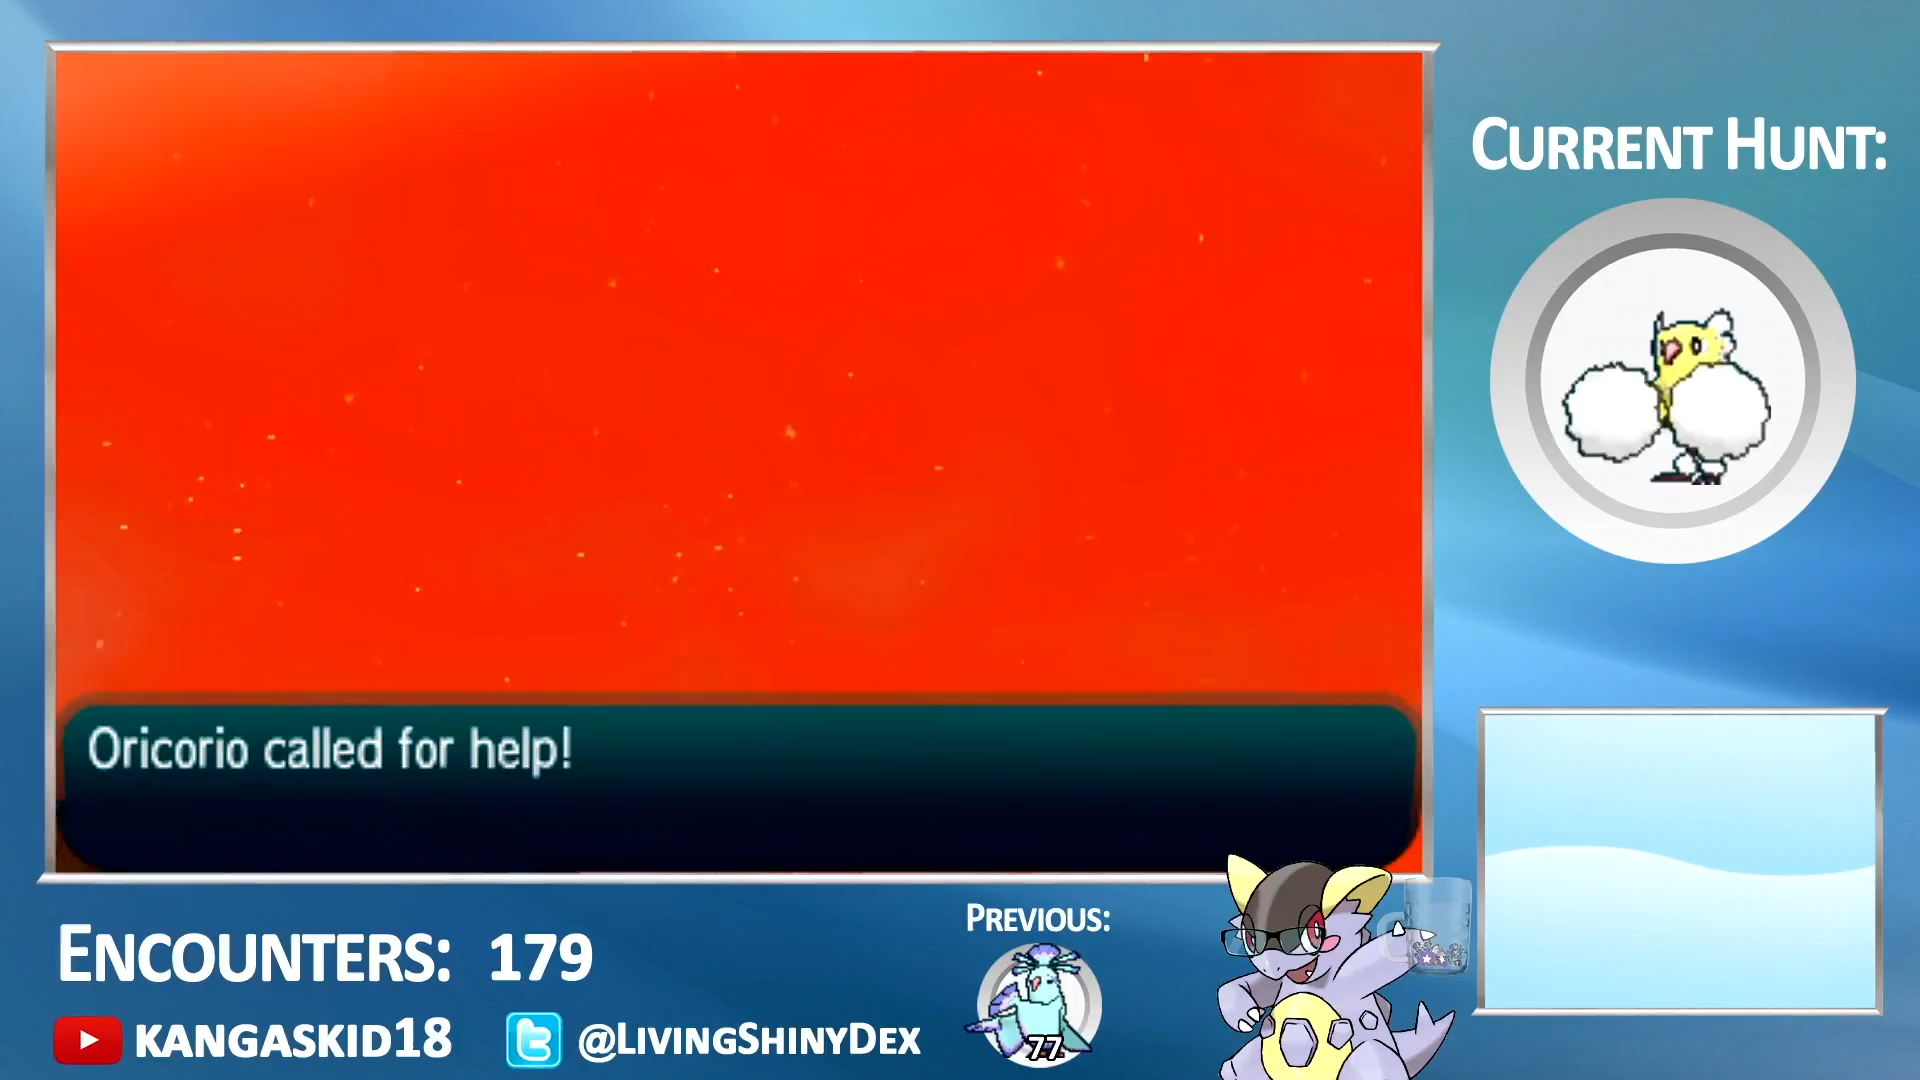 CURRENT HUNT:
Oricorio called for help!
ENCOUNTERS: 179
PREVIOUS:
77
KANGASKID18
@LIVINGSHINYDEX